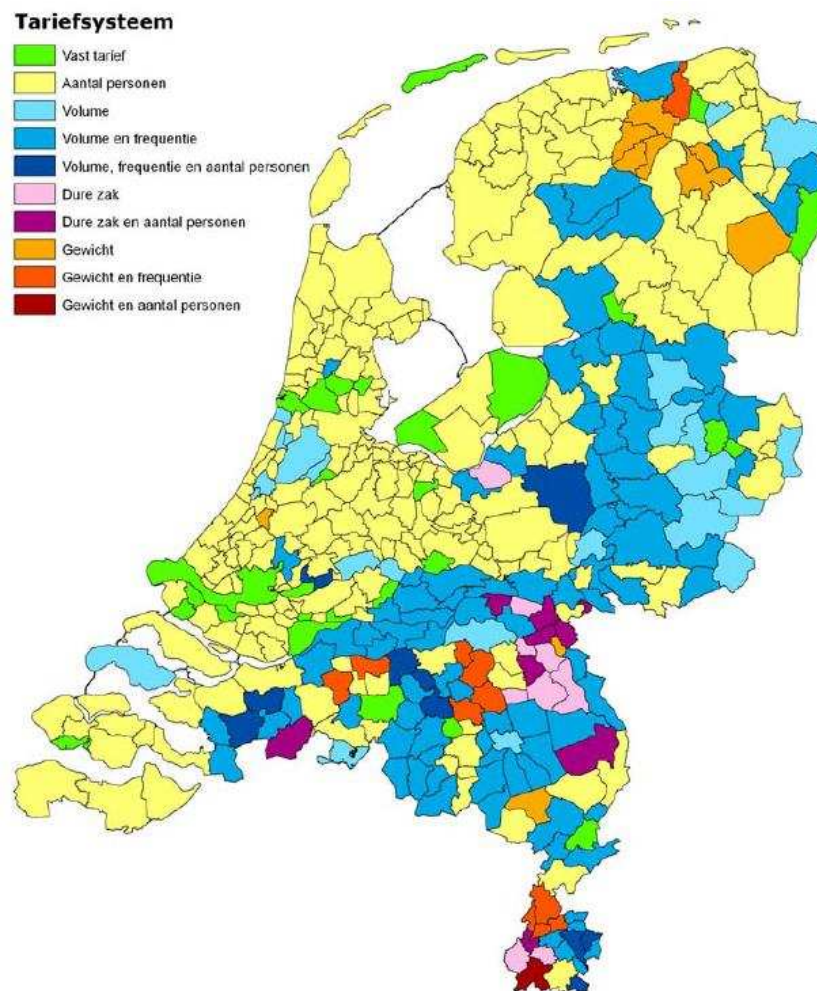 Tariefsysteem
Vast tarief
Aantal personen
Volume
Volume en frequentie
Volume, frequentie en aantal personen
Dure zak
Dure zak en aantal personen
Gewicht
Gewicht en frequentie
Gewicht en aantal personen